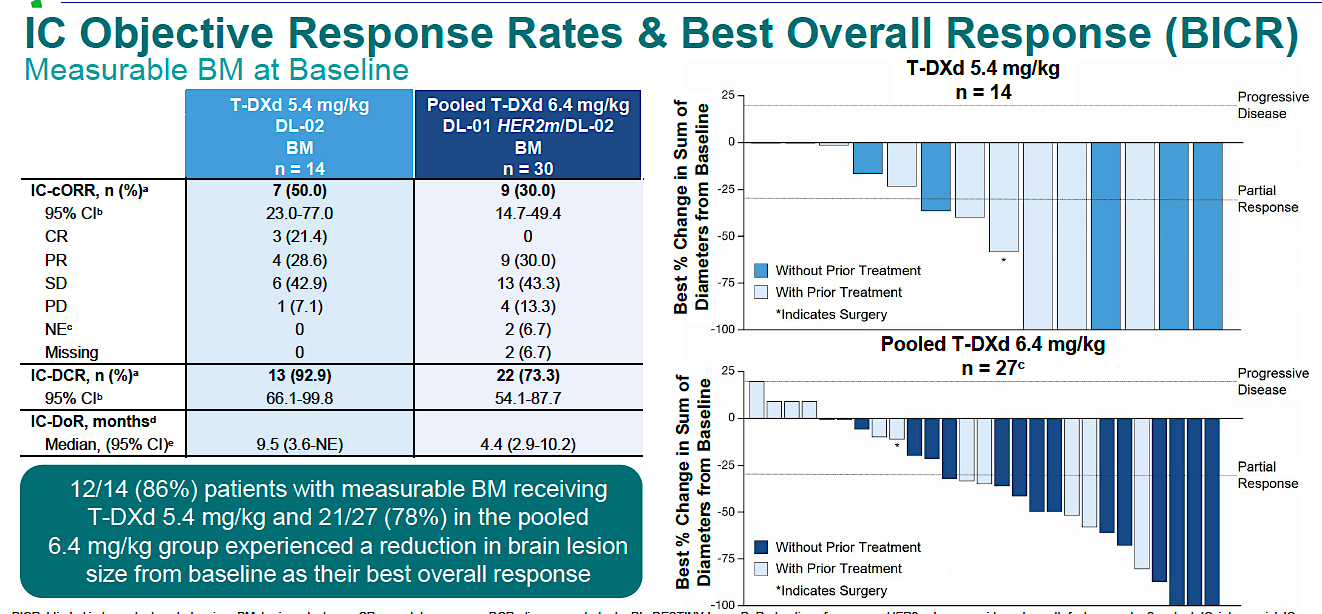 IC Objective Response Rates & Best Overall Response (BICR)
Measurable BM at Baseline
T-DXd 5.4 mg/kg
DL-02
BM
n = 14
Pooled T-DXd 6.4 mg/kg
DL-01 HER2m/DL-02
BM
n = 30
IC-cORR, n (%)ᵃ 7 (50.0) 9 (30.0)
95% CIᵇ 23.0-77.0 14.7-49.4
CR 3 (21.4) 0
PR 4 (28.6) 9 (30.0)
SD 6 (42.9) 13 (43.3)
PD 1 (7.1) 4 (13.3)
NEᶜ 0 2 (6.7)
Missing 0 2 (6.7)
IC-DCR, n (%)ᵃ 13 (92.9) 22 (73.3)
95% CIᵇ 66.1-99.8 54.1-87.7
IC-DoR, monthsᵈ
Median, (95% CI)ᵉ 9.5 (3.6-NE) 4.4 (2.9-10.2)
12/14 (86%) patients with measurable BM receiving
T-DXd 5.4 mg/kg and 21/27 (78%) in the pooled
6.4 mg/kg group experienced a reduction in brain lesion
size from baseline as their best overall response
T-DXd 5.4 mg/kg
n = 14
Best % Change in Sum of
Diameters from Baseline
25
0
-25
-50
-75
-100
Progressive
Disease
Partial
Response
*
Without Prior Treatment
With Prior Treatment
*Indicates Surgery
Pooled T-DXd 6.4 mg/kg
n = 27ᶜ
Best % Change in Sum of
Diameters from Baseline
25
0
-25
-50
-75
-100
Progressive
Disease
Partial
Response
*
Without Prior Treatment
With Prior Treatment
*Indicates Surgery